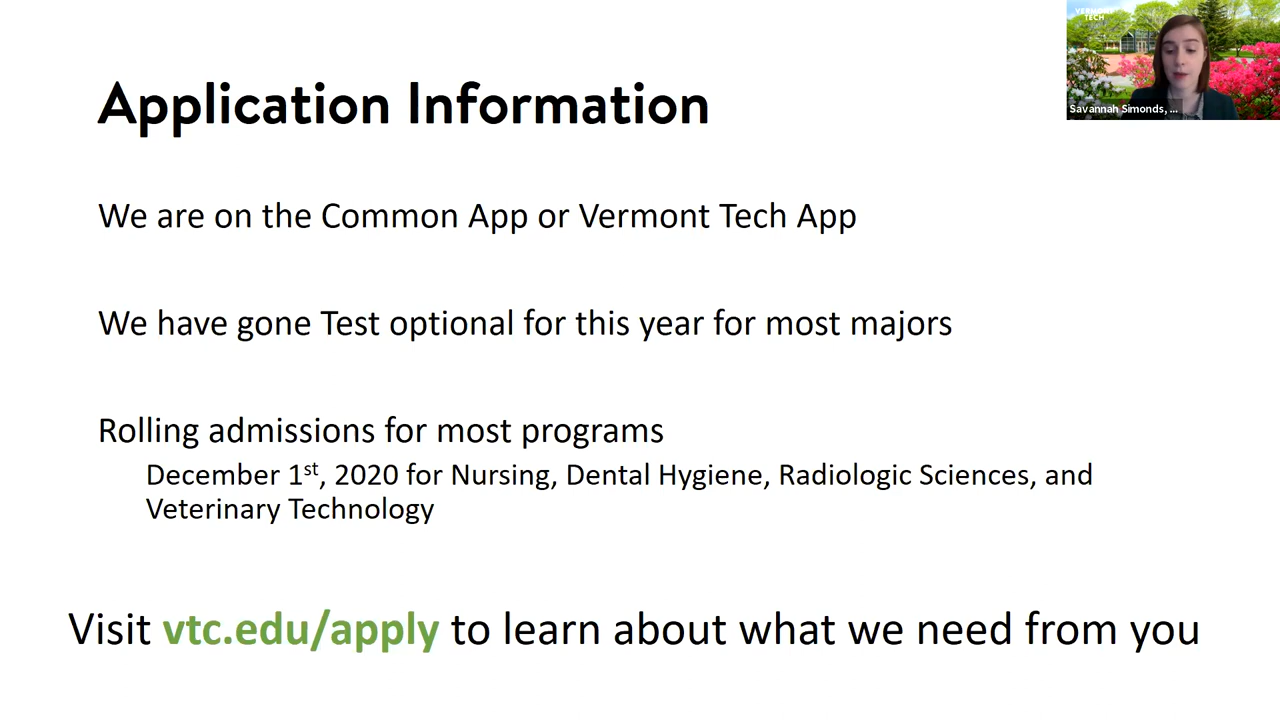 VERMONT
TECH
Savannah Simonds, ...
Application Information
We are on the Common App or Vermont Tech App
We have gone Test optional for this year for most majors
Rolling admissions for most programs
December 1st, 2020 for Nursing, Dental Hygiene, Radiologic Sciences, and
Veterinary Technology
Visit vtc.edu/apply to learn about what we need from you